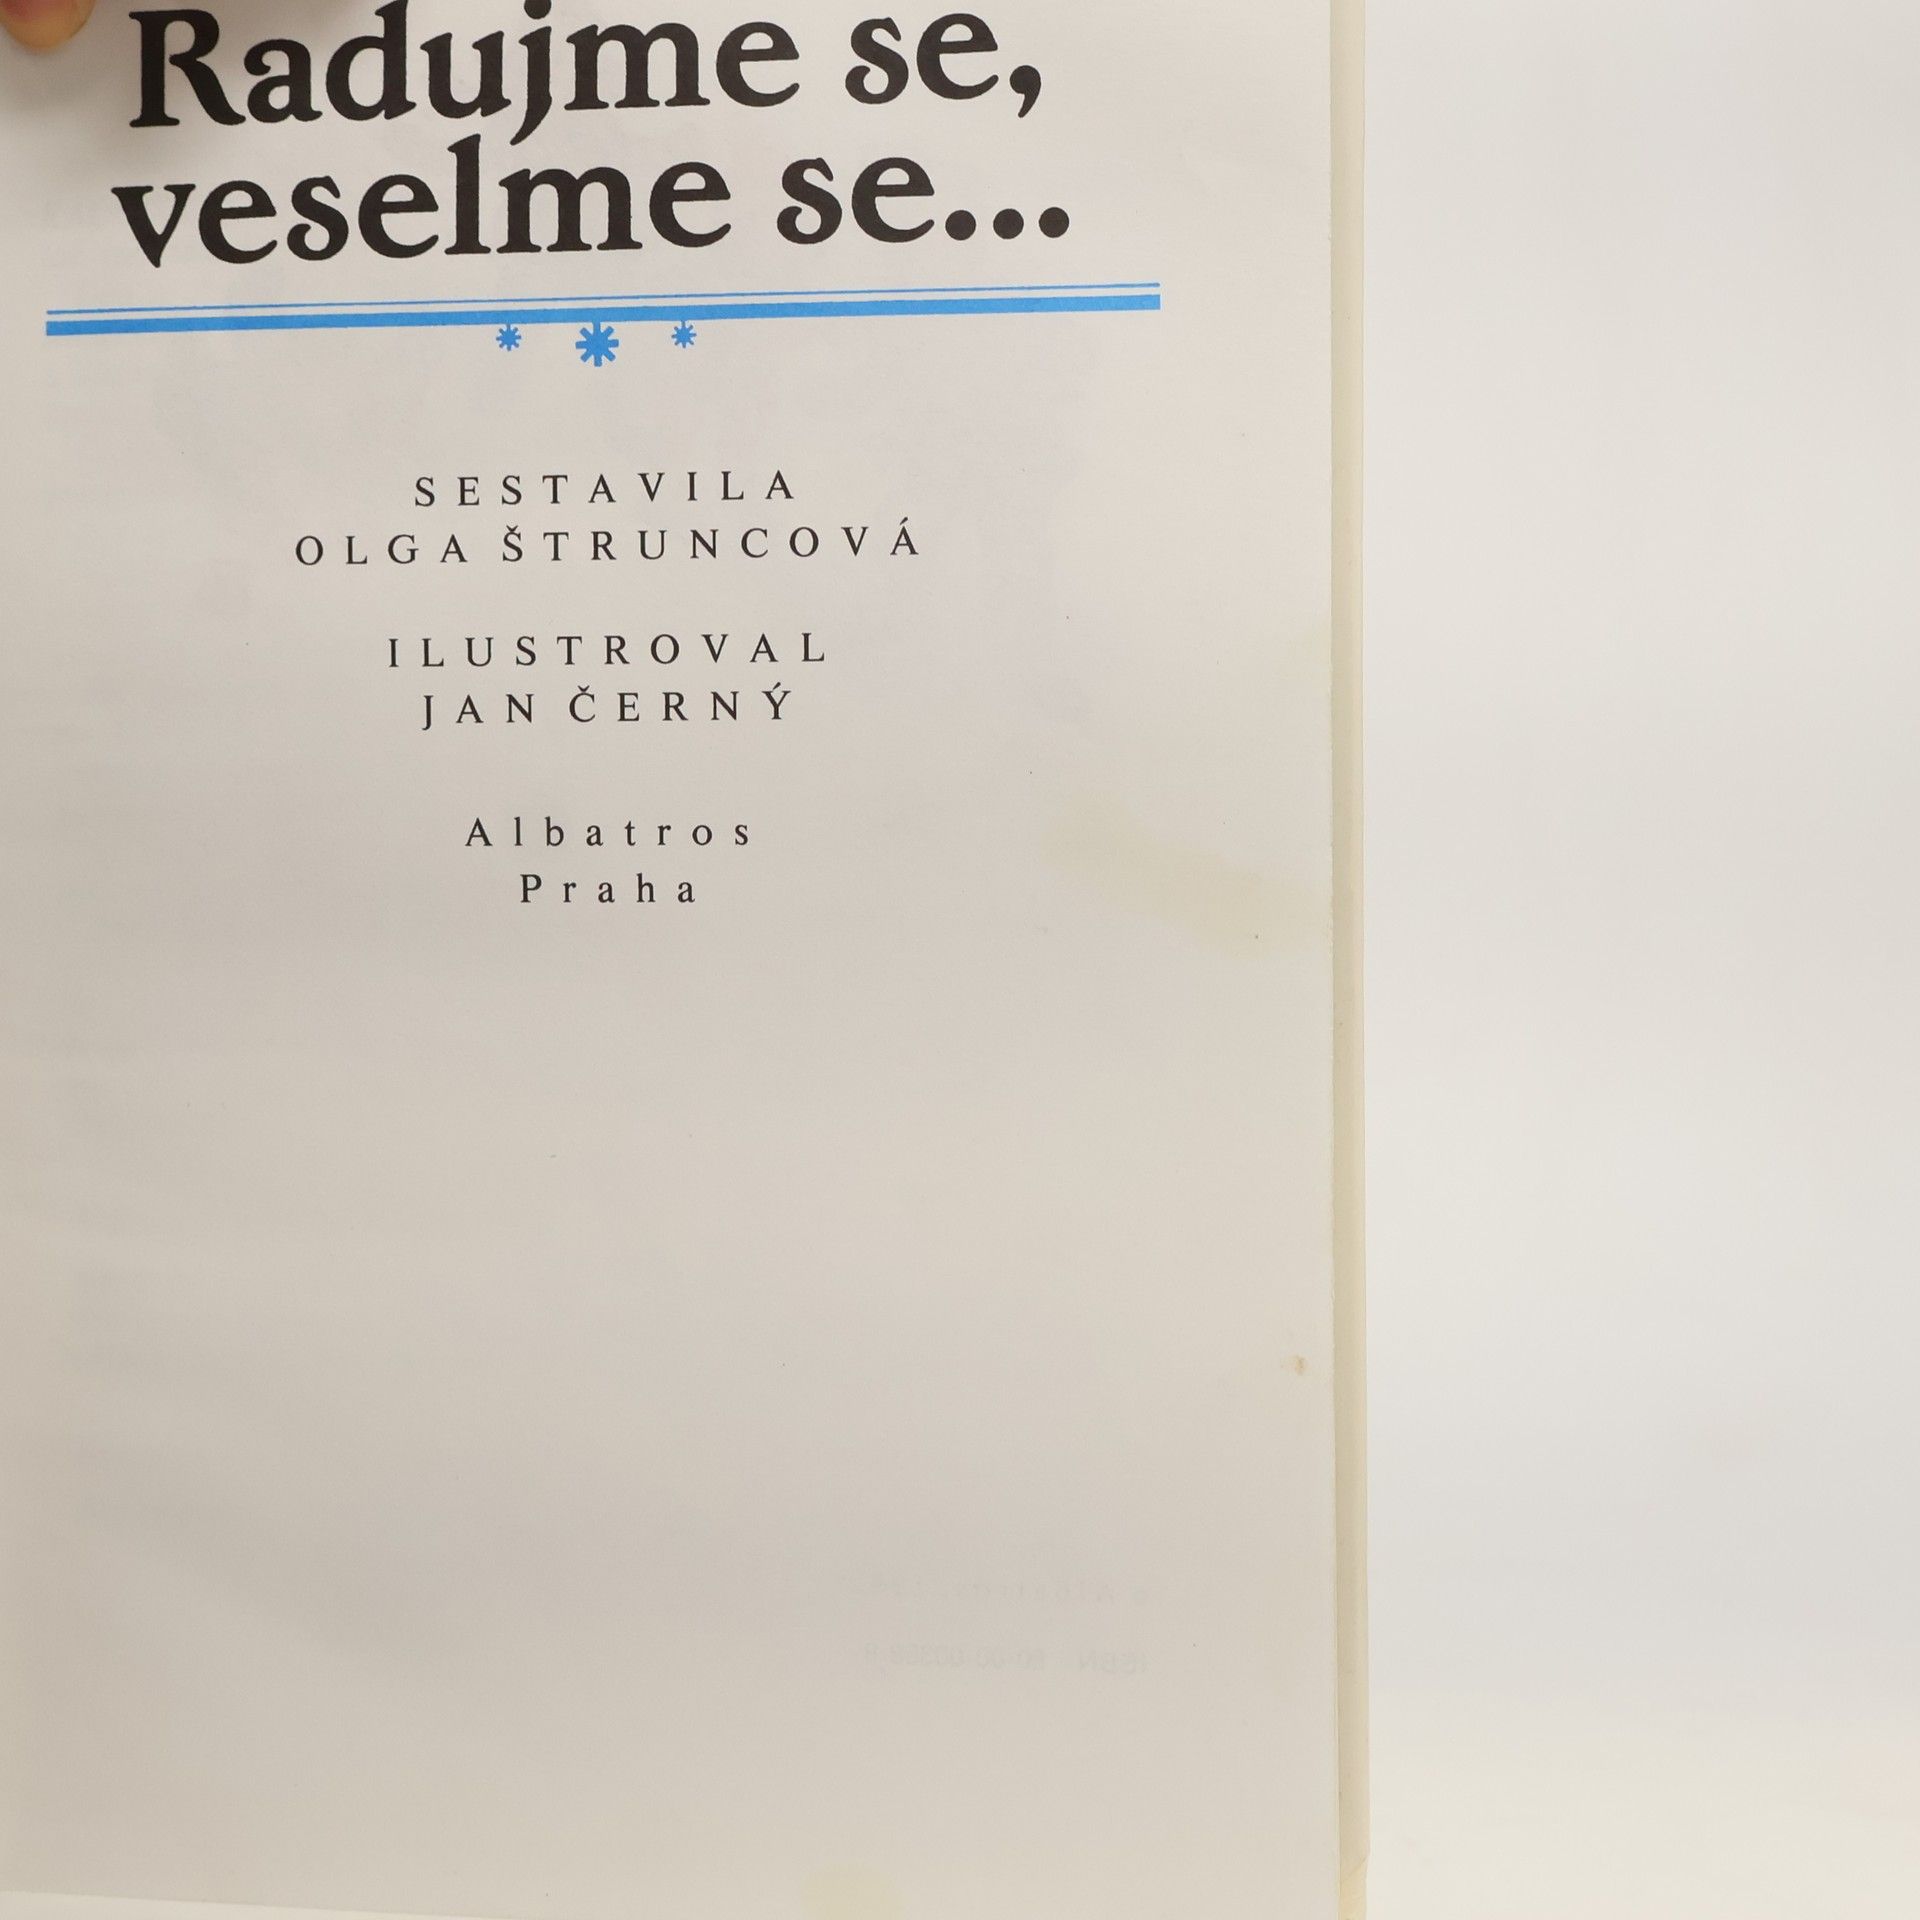 Radujme se,
veselme se...
SESTAVILA
OLGA ŠTRUNCOVÁ
ILUSTROVAL
JAN ČERNÝ
Albatros
Praha